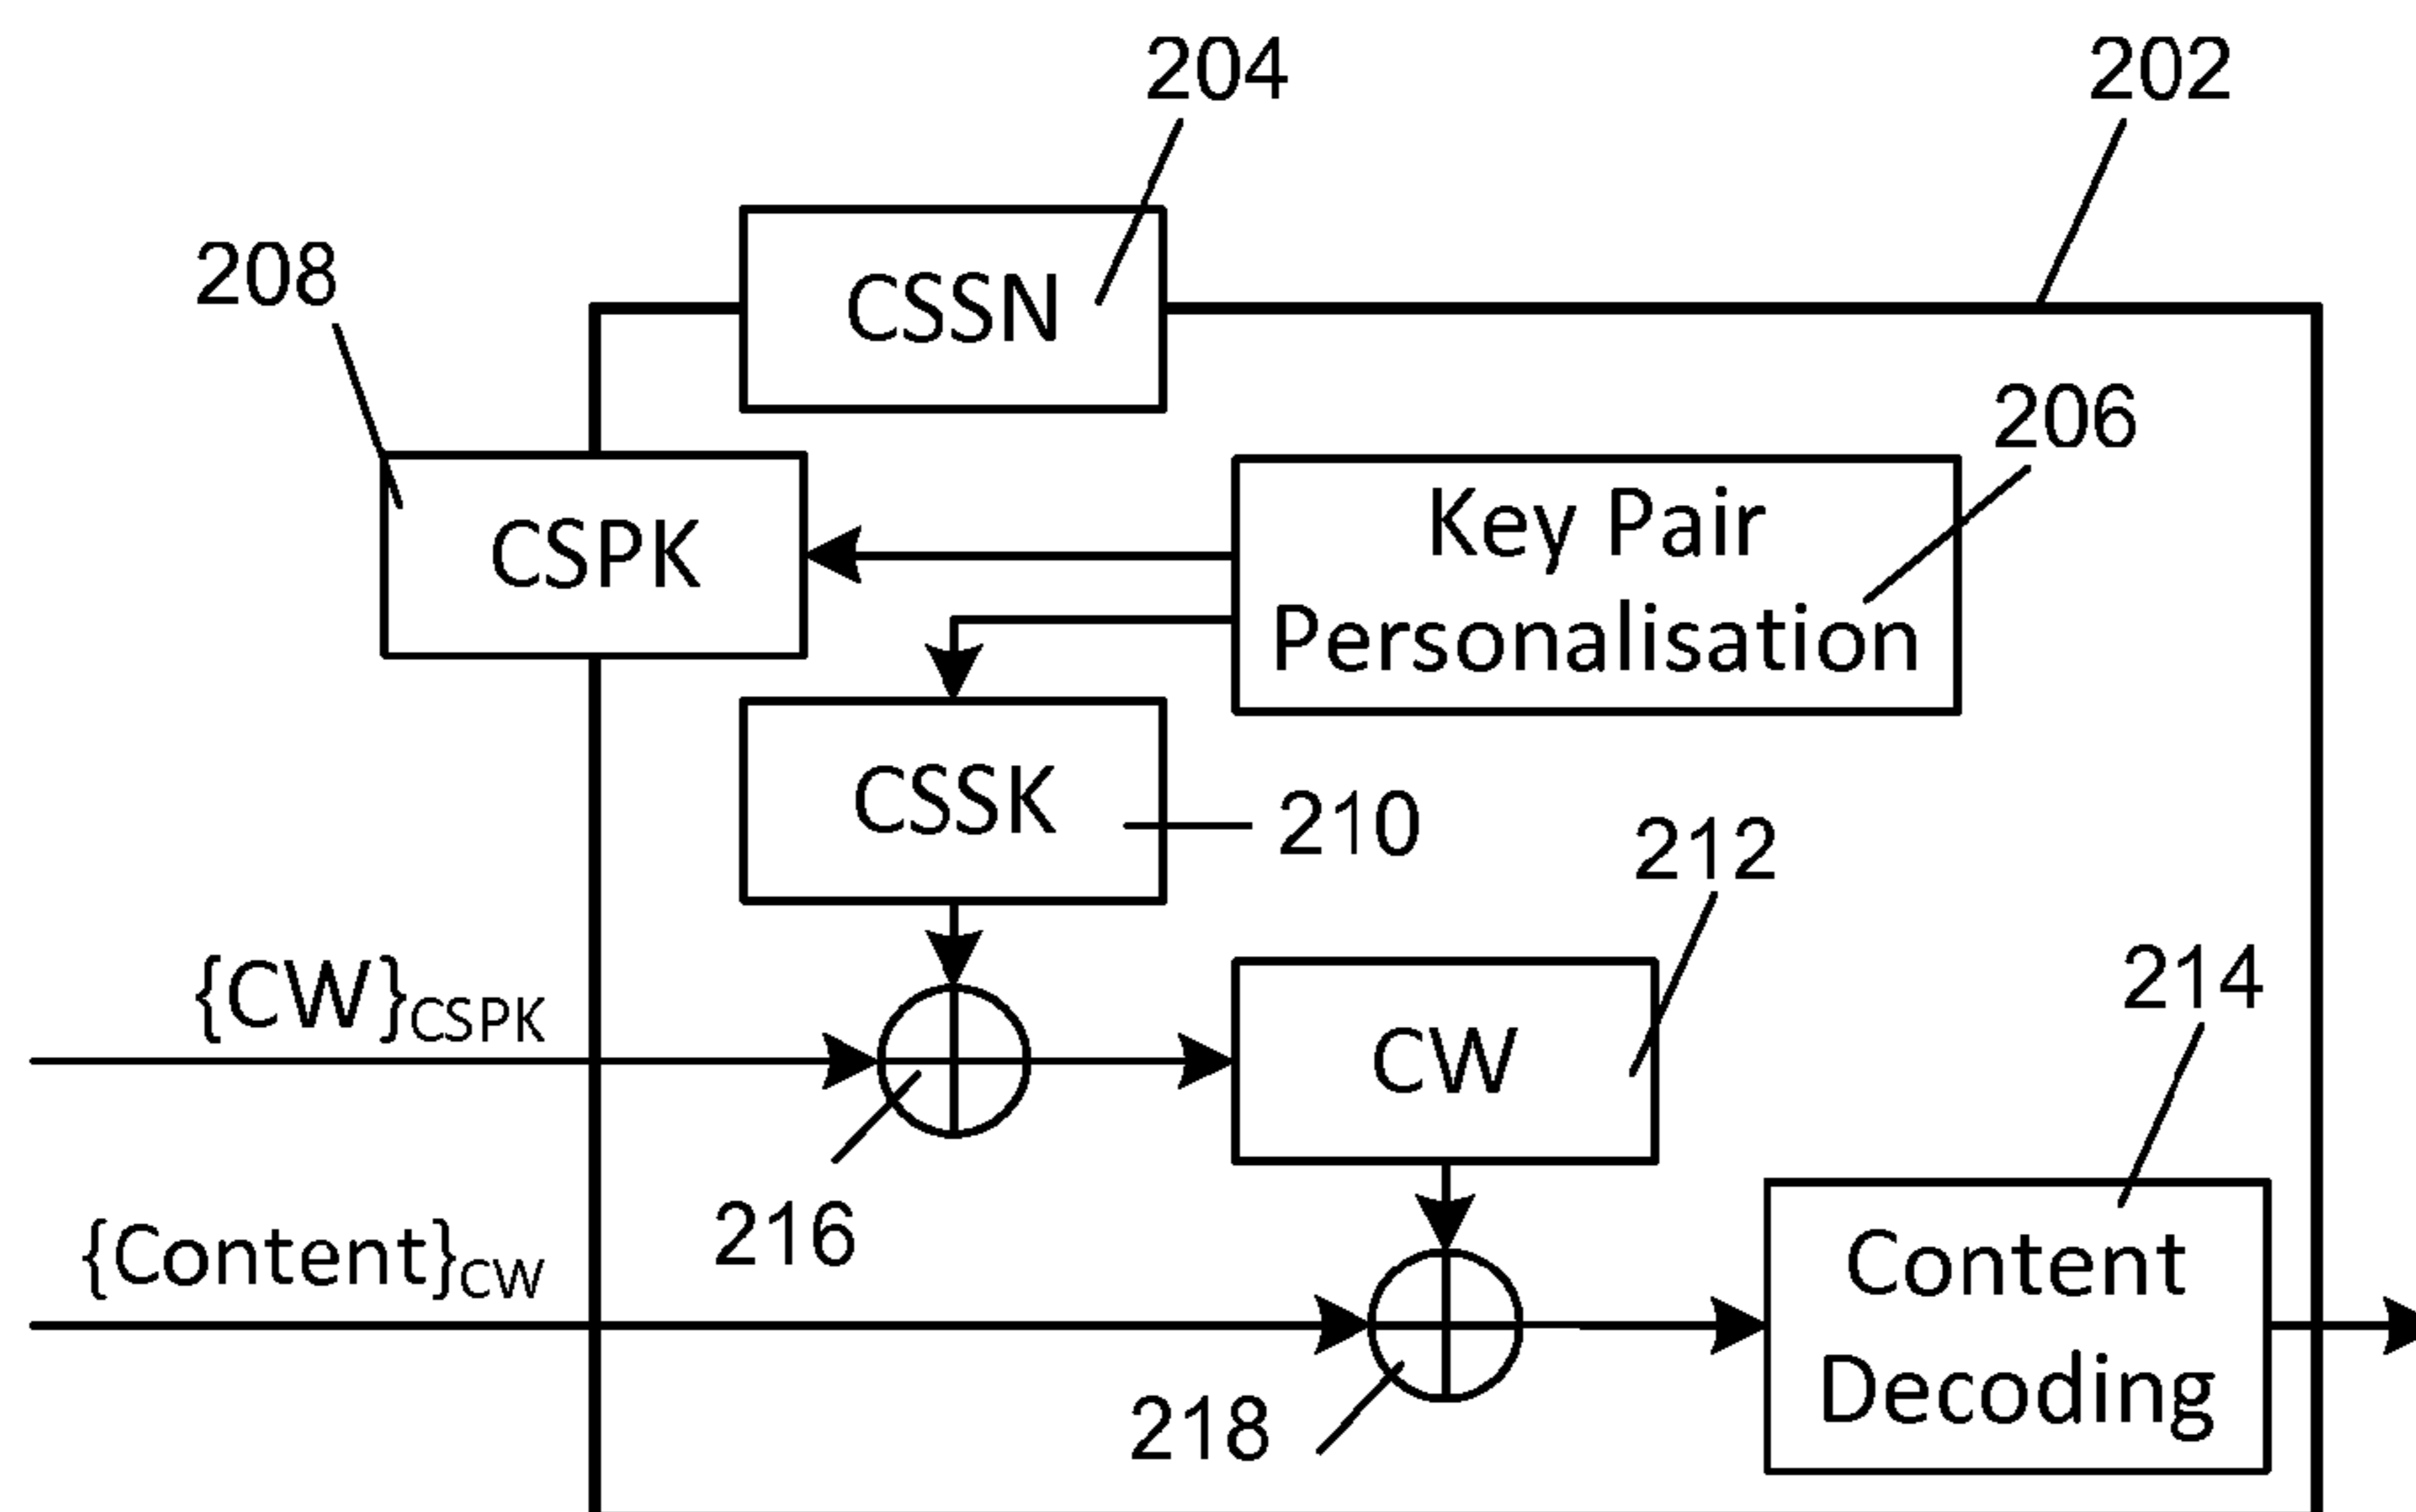 204
202
208
CSSN
206
CSPK
Key Pair
Personalisation
CSSK
210
212
{CW}CSPK
CW
214
216
{Content}CW
Content
Decoding
218